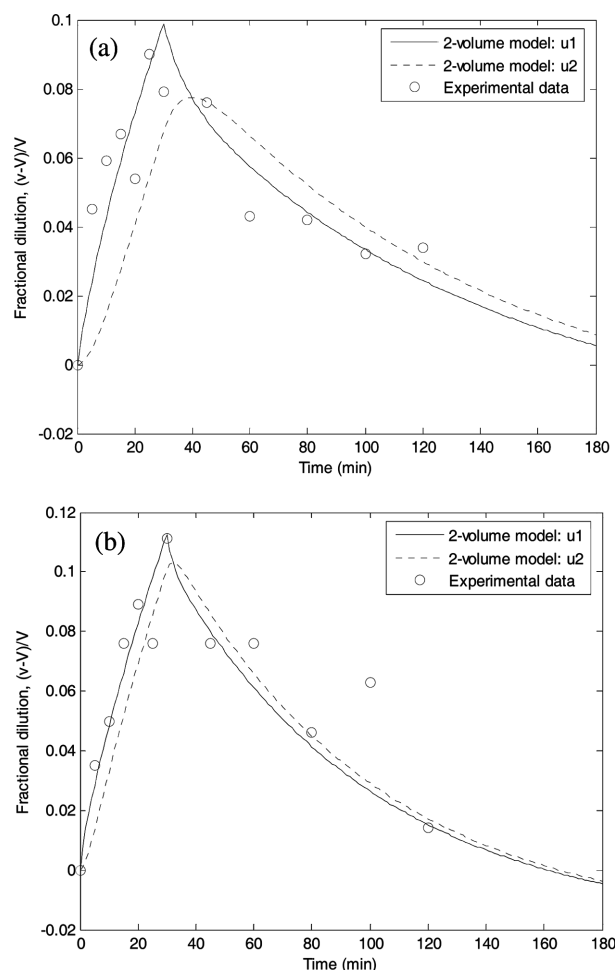 (a)
2-volume model: u1
2-volume model: u2
Experimental data
0.1
0.08
0.06
0.04
0.02
0
-0.02
Fractional dilution, (v-V)/V
0 20 40 60 80 100 120 140 160 180
Time (min)
(b)
2-volume model: u1
2-volume model: u2
Experimental data
0.12
0.1
0.08
0.06
0.04
0.02
0
-0.02
Fractional dilution, (v-V)/V
0 20 40 60 80 100 120 140 160 180
Time (min)